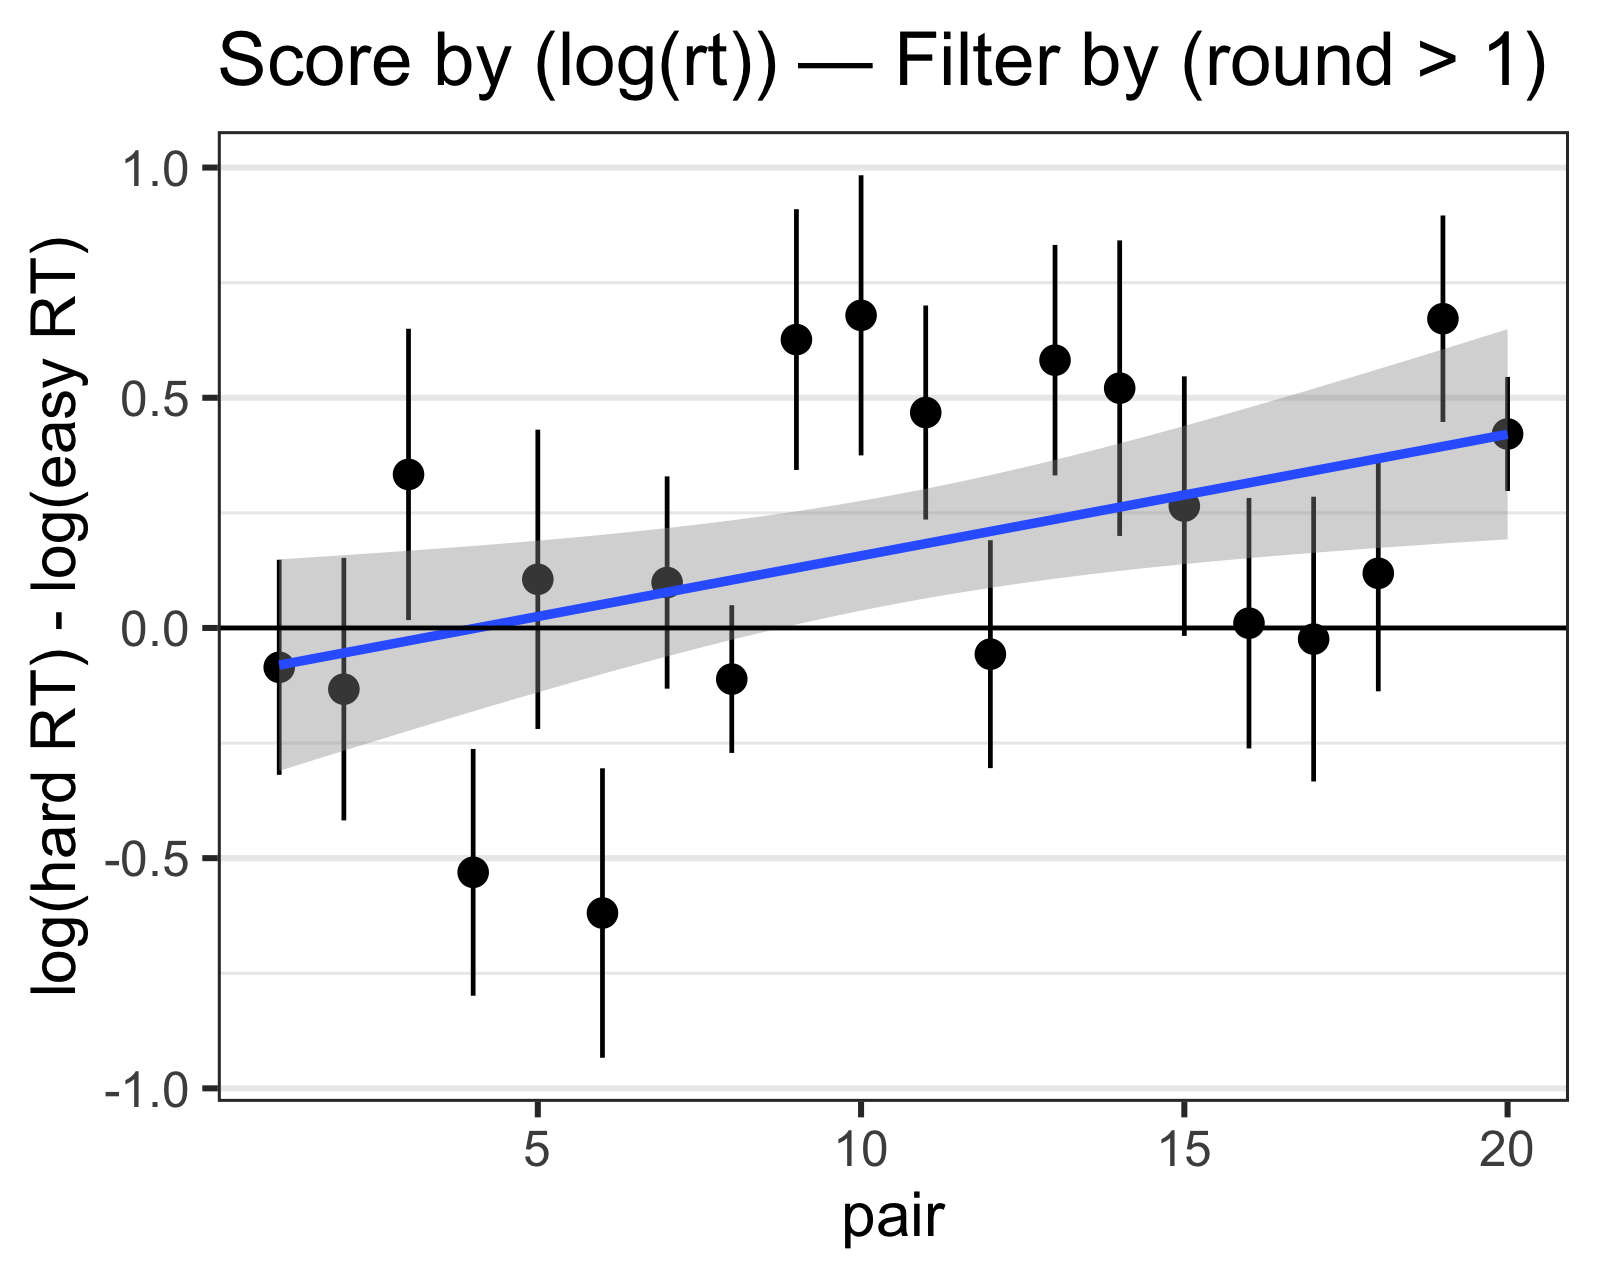 Score by (log(rt)) — Filter by (round > 1)
log(hard RT) - log(easy RT)
1.0
0.5
0.0
-0.5
-1.0
5 10 15 20
pair